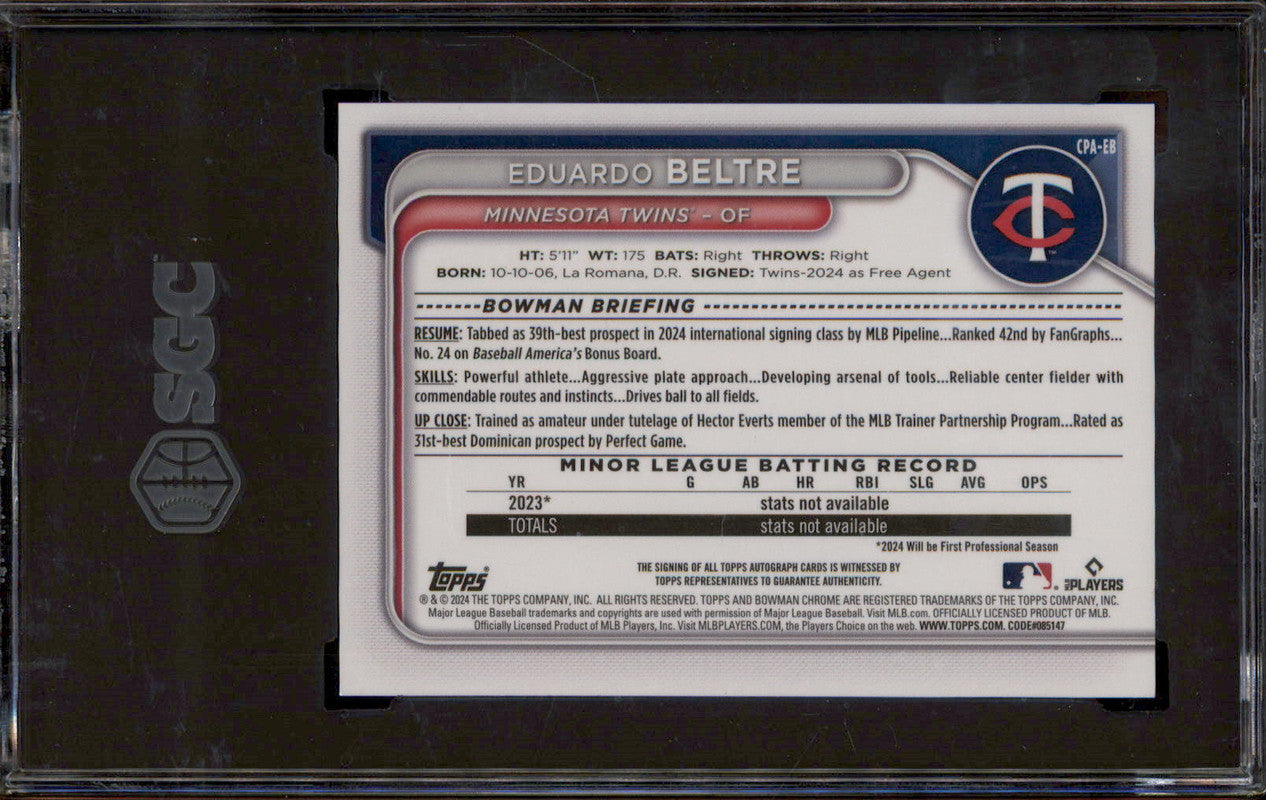 SGC
CPA-EB
EDUARDO BELTRE
MINNESOTA TWINS® – OF
TC
HT: 5'11" WT: 175 BATS: Right THROWS: Right
BORN: 10-10-06, La Romana, D.R. SIGNED: Twins-2024 as Free Agent
BOWMAN BRIEFING
RESUME: Tabbed as 39th-best prospect in 2024 international signing class by MLB Pipeline...Ranked 42nd by FanGraphs...
No. 24 on Baseball America's Bonus Board.
SKILLS: Powerful athlete...Aggressive plate approach...Developing arsenal of tools...Reliable center fielder with
commendable routes and instincts...Drives ball to all fields.
UP CLOSE: Trained as amateur under tutelage of Hector Everts member of the MLB Trainer Partnership Program...Rated as
31st-best Dominican prospect by Perfect Game.
MINOR LEAGUE BATTING RECORD
YR G AB HR RBI SLG AVG OPS
2023* stats not available
TOTALS stats not available
*2024 Will be First Professional Season
THE SIGNING OF ALL TOPPS AUTOGRAPH CARDS IS WITNESSED BY
TOPPS REPRESENTATIVES TO GUARANTEE AUTHENTICITY.
Topps®
MLB PLAYERS
® & © 2024 THE TOPPS COMPANY, INC. ALL RIGHTS RESERVED. TOPPS AND BOWMAN CHROME ARE REGISTERED TRADEMARKS OF THE TOPPS COMPANY, INC.
Major League Baseball trademarks and copyrights are used with permission of Major League Baseball. Visit MLB.com. OFFICIALLY LICENSED PRODUCT OF MLB.
Officially Licensed Product of MLB Players, Inc. Visit MLBPLAYERS.COM, the Players Choice on the web. WWW.TOPPS.COM. CODE#085147